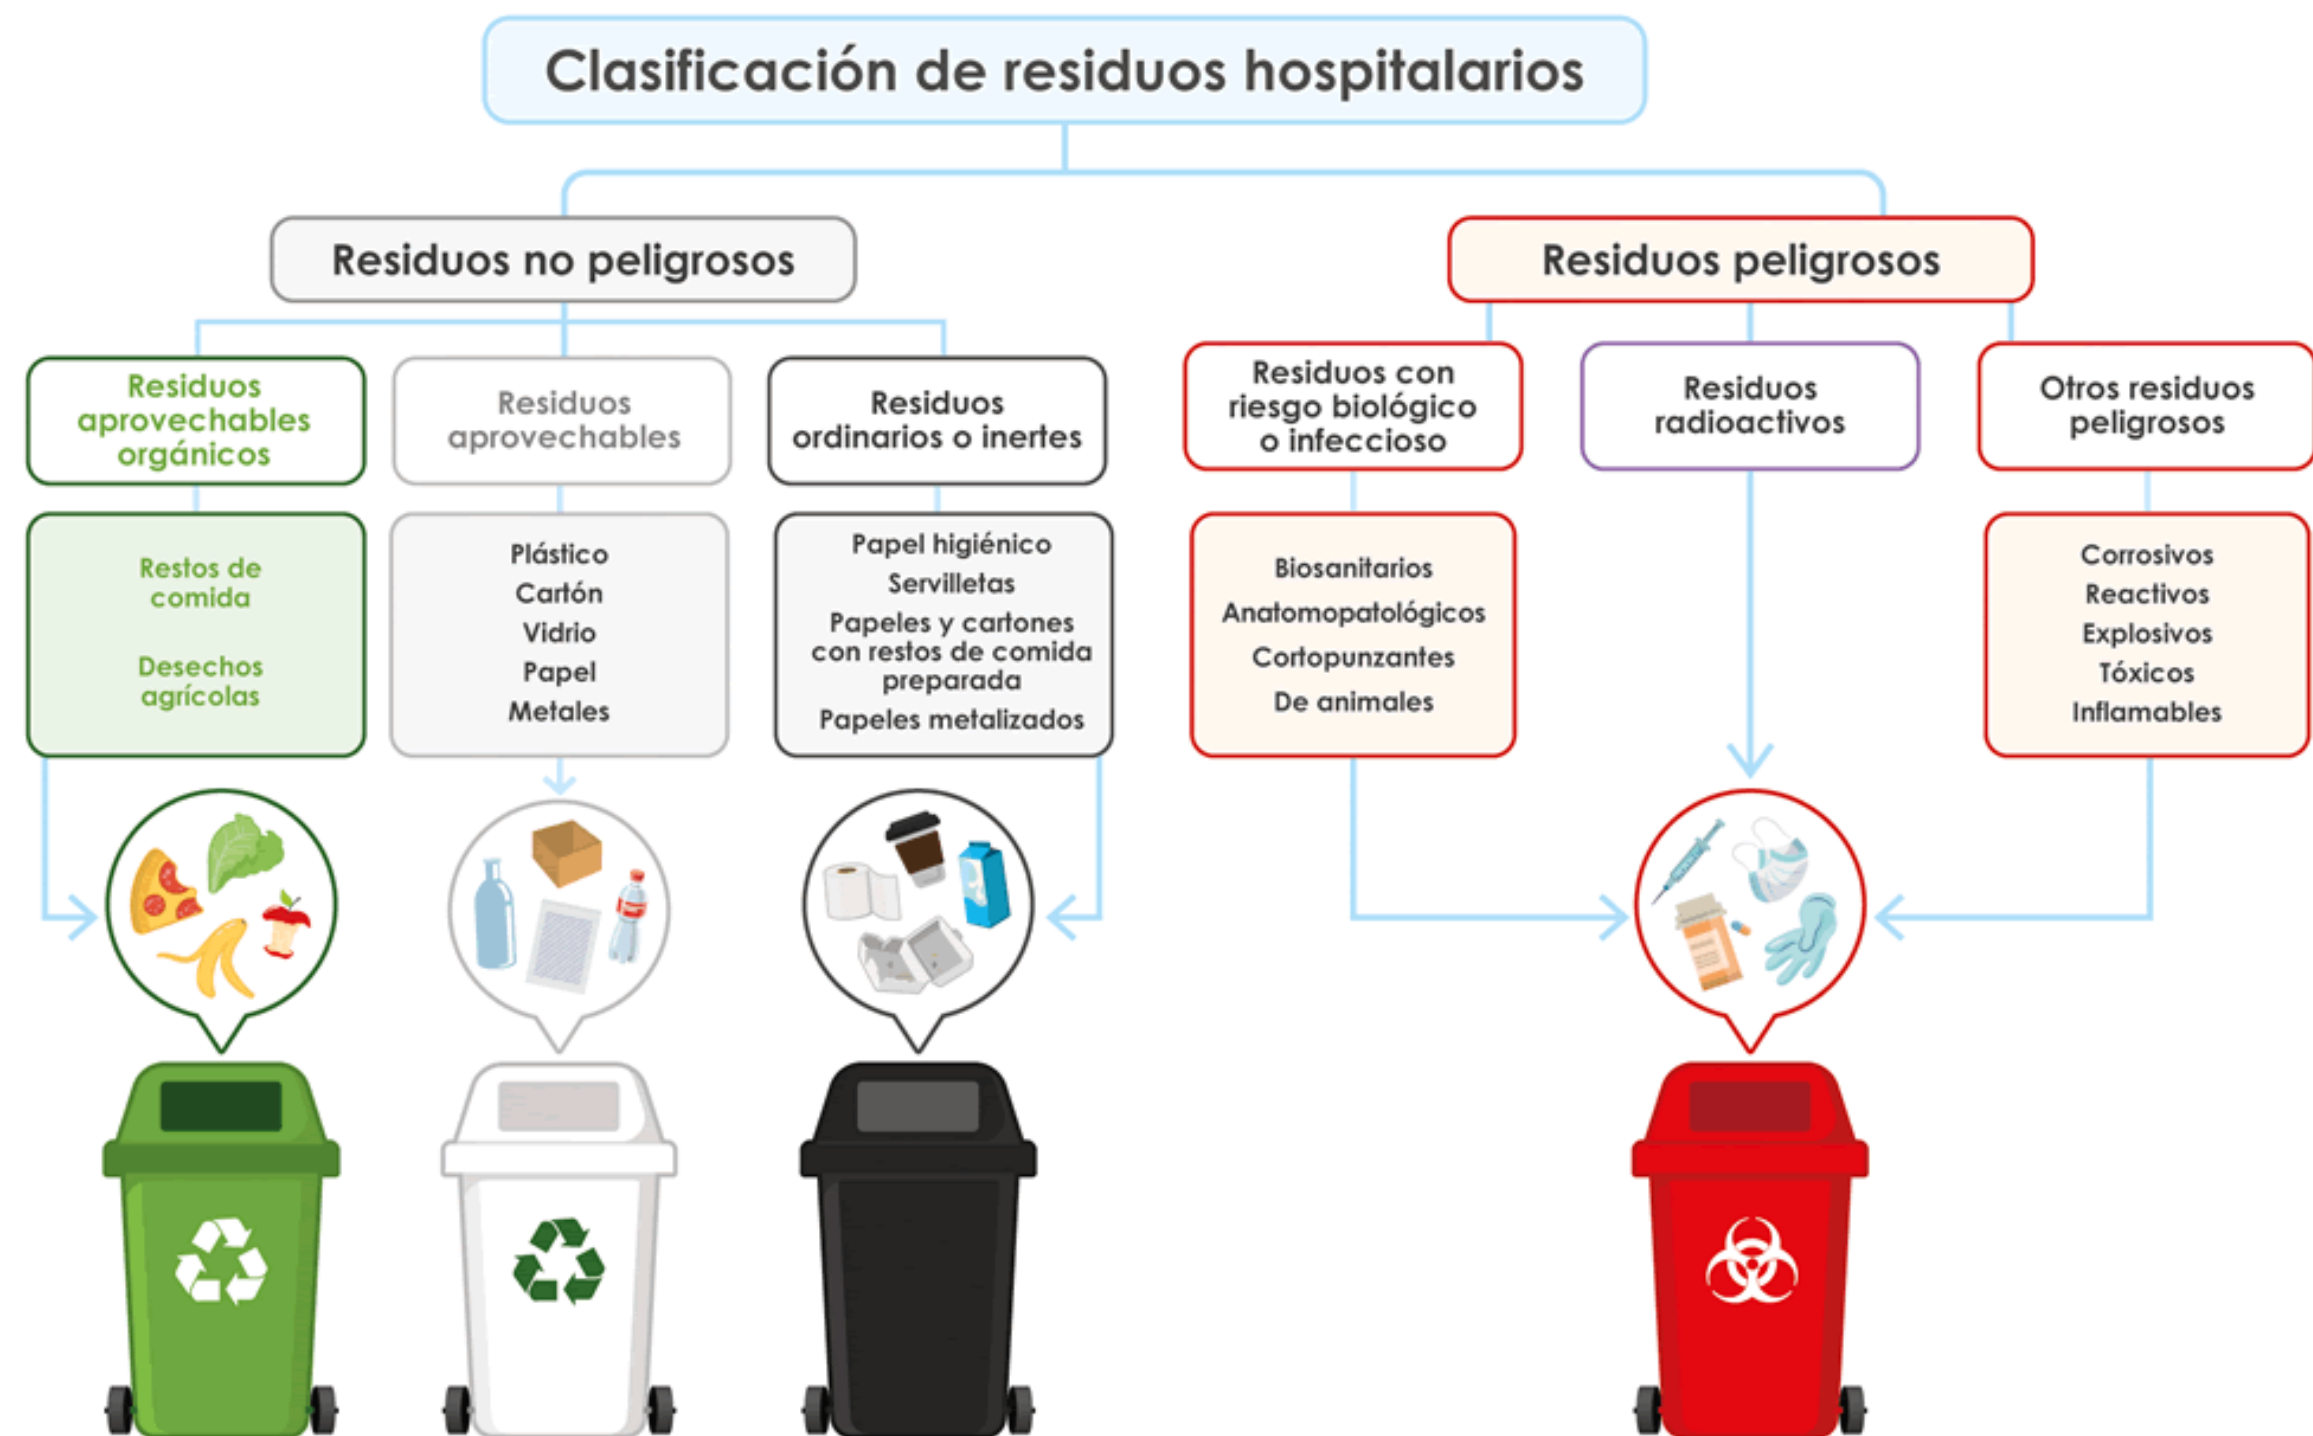 Clasificación de residuos hospitalarios
Residuos no peligrosos
Residuos peligrosos
Residuos
aprovechables
orgánicos
Residuos
aprovechables
Residuos
ordinarios o inertes
Residuos con
riesgo biológico
o infeccioso
Residuos
radioactivos
Otros residuos
peligrosos
Restos de
comida
Desechos
agrícolas
Plástico
Cartón
Vidrio
Papel
Metales
Papel higiénico
Servilletas
Papeles y cartones
con restos de comida
preparada
Papeles metalizados
Biosanitarios
Anatomopatológicos
Cortopunzantes
De animales
Corrosivos
Reactivos
Explosivos
Tóxicos
Inflamables